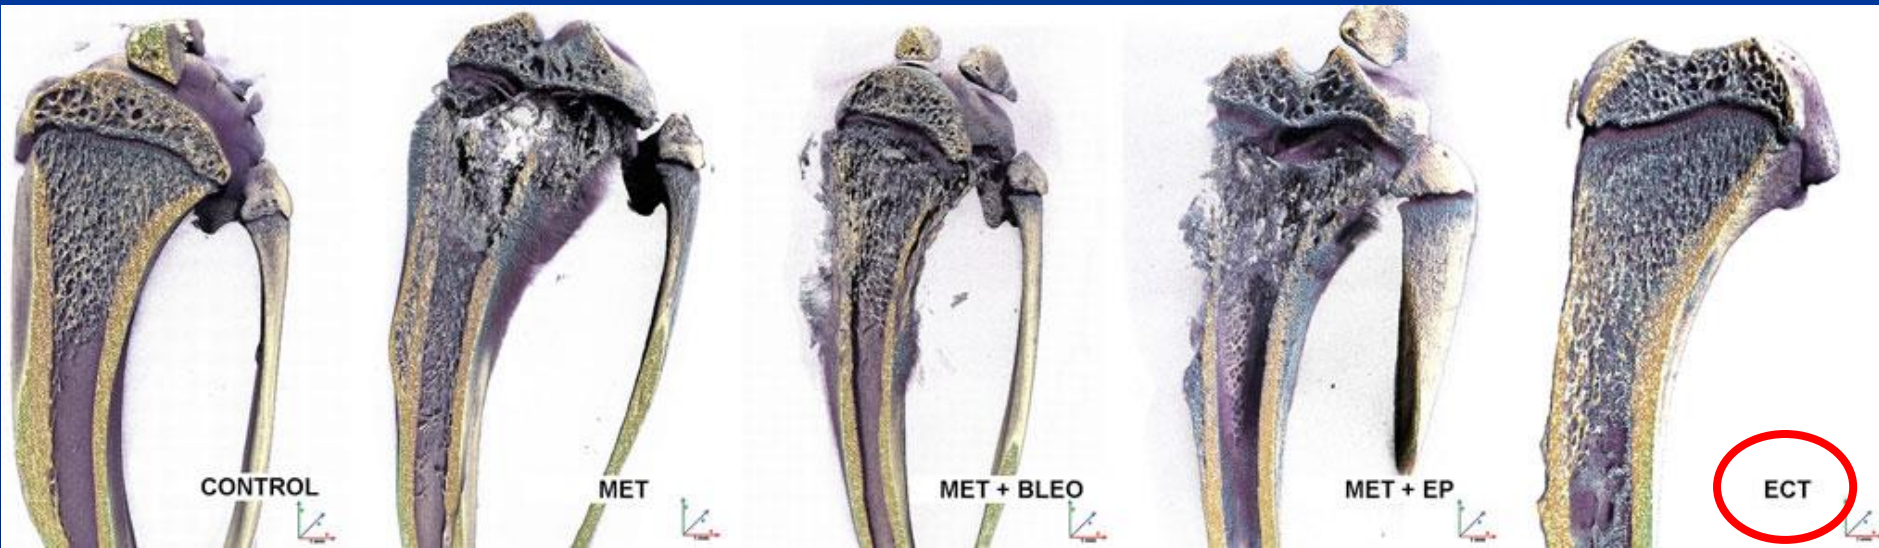 CONTROL
MET
MET + BLEO
MET + EP
ECT